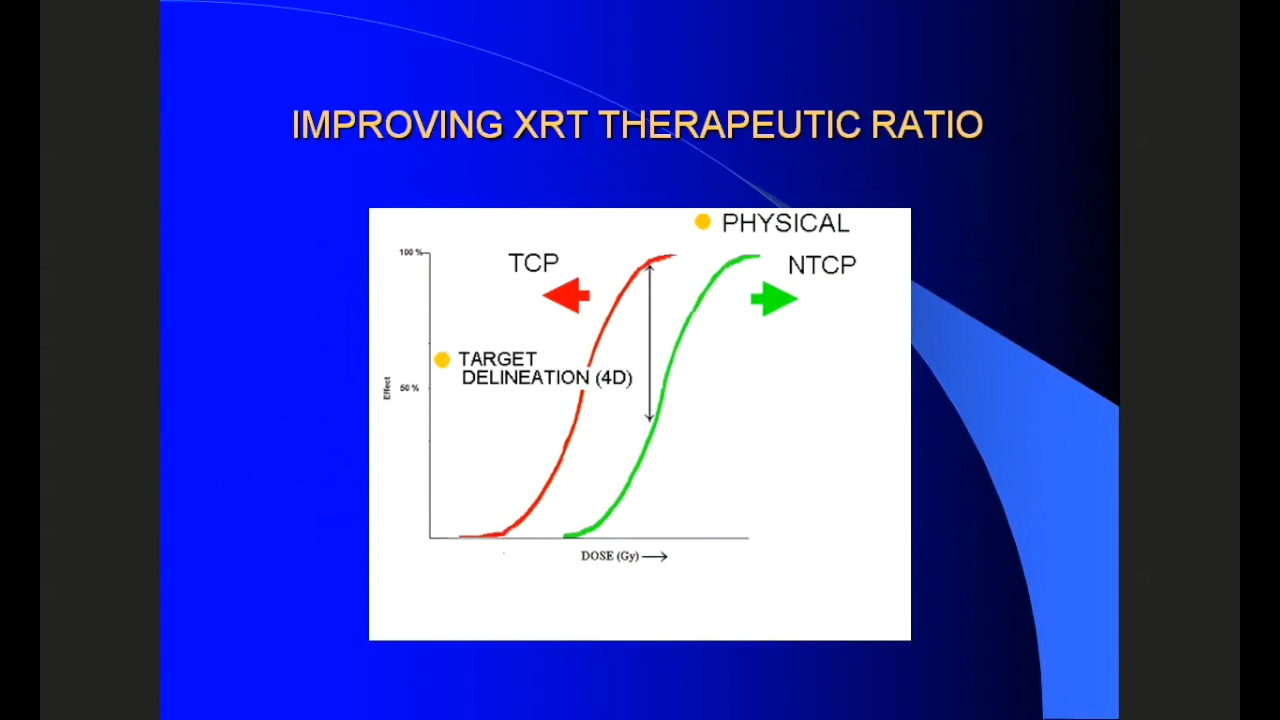 IMPROVING XRT THERAPEUTIC RATIO
PHYSICAL
100 %
TCP
NTCP
TARGET
DELINEATION (4D)
50 %
Effect
DOSE (Gy)